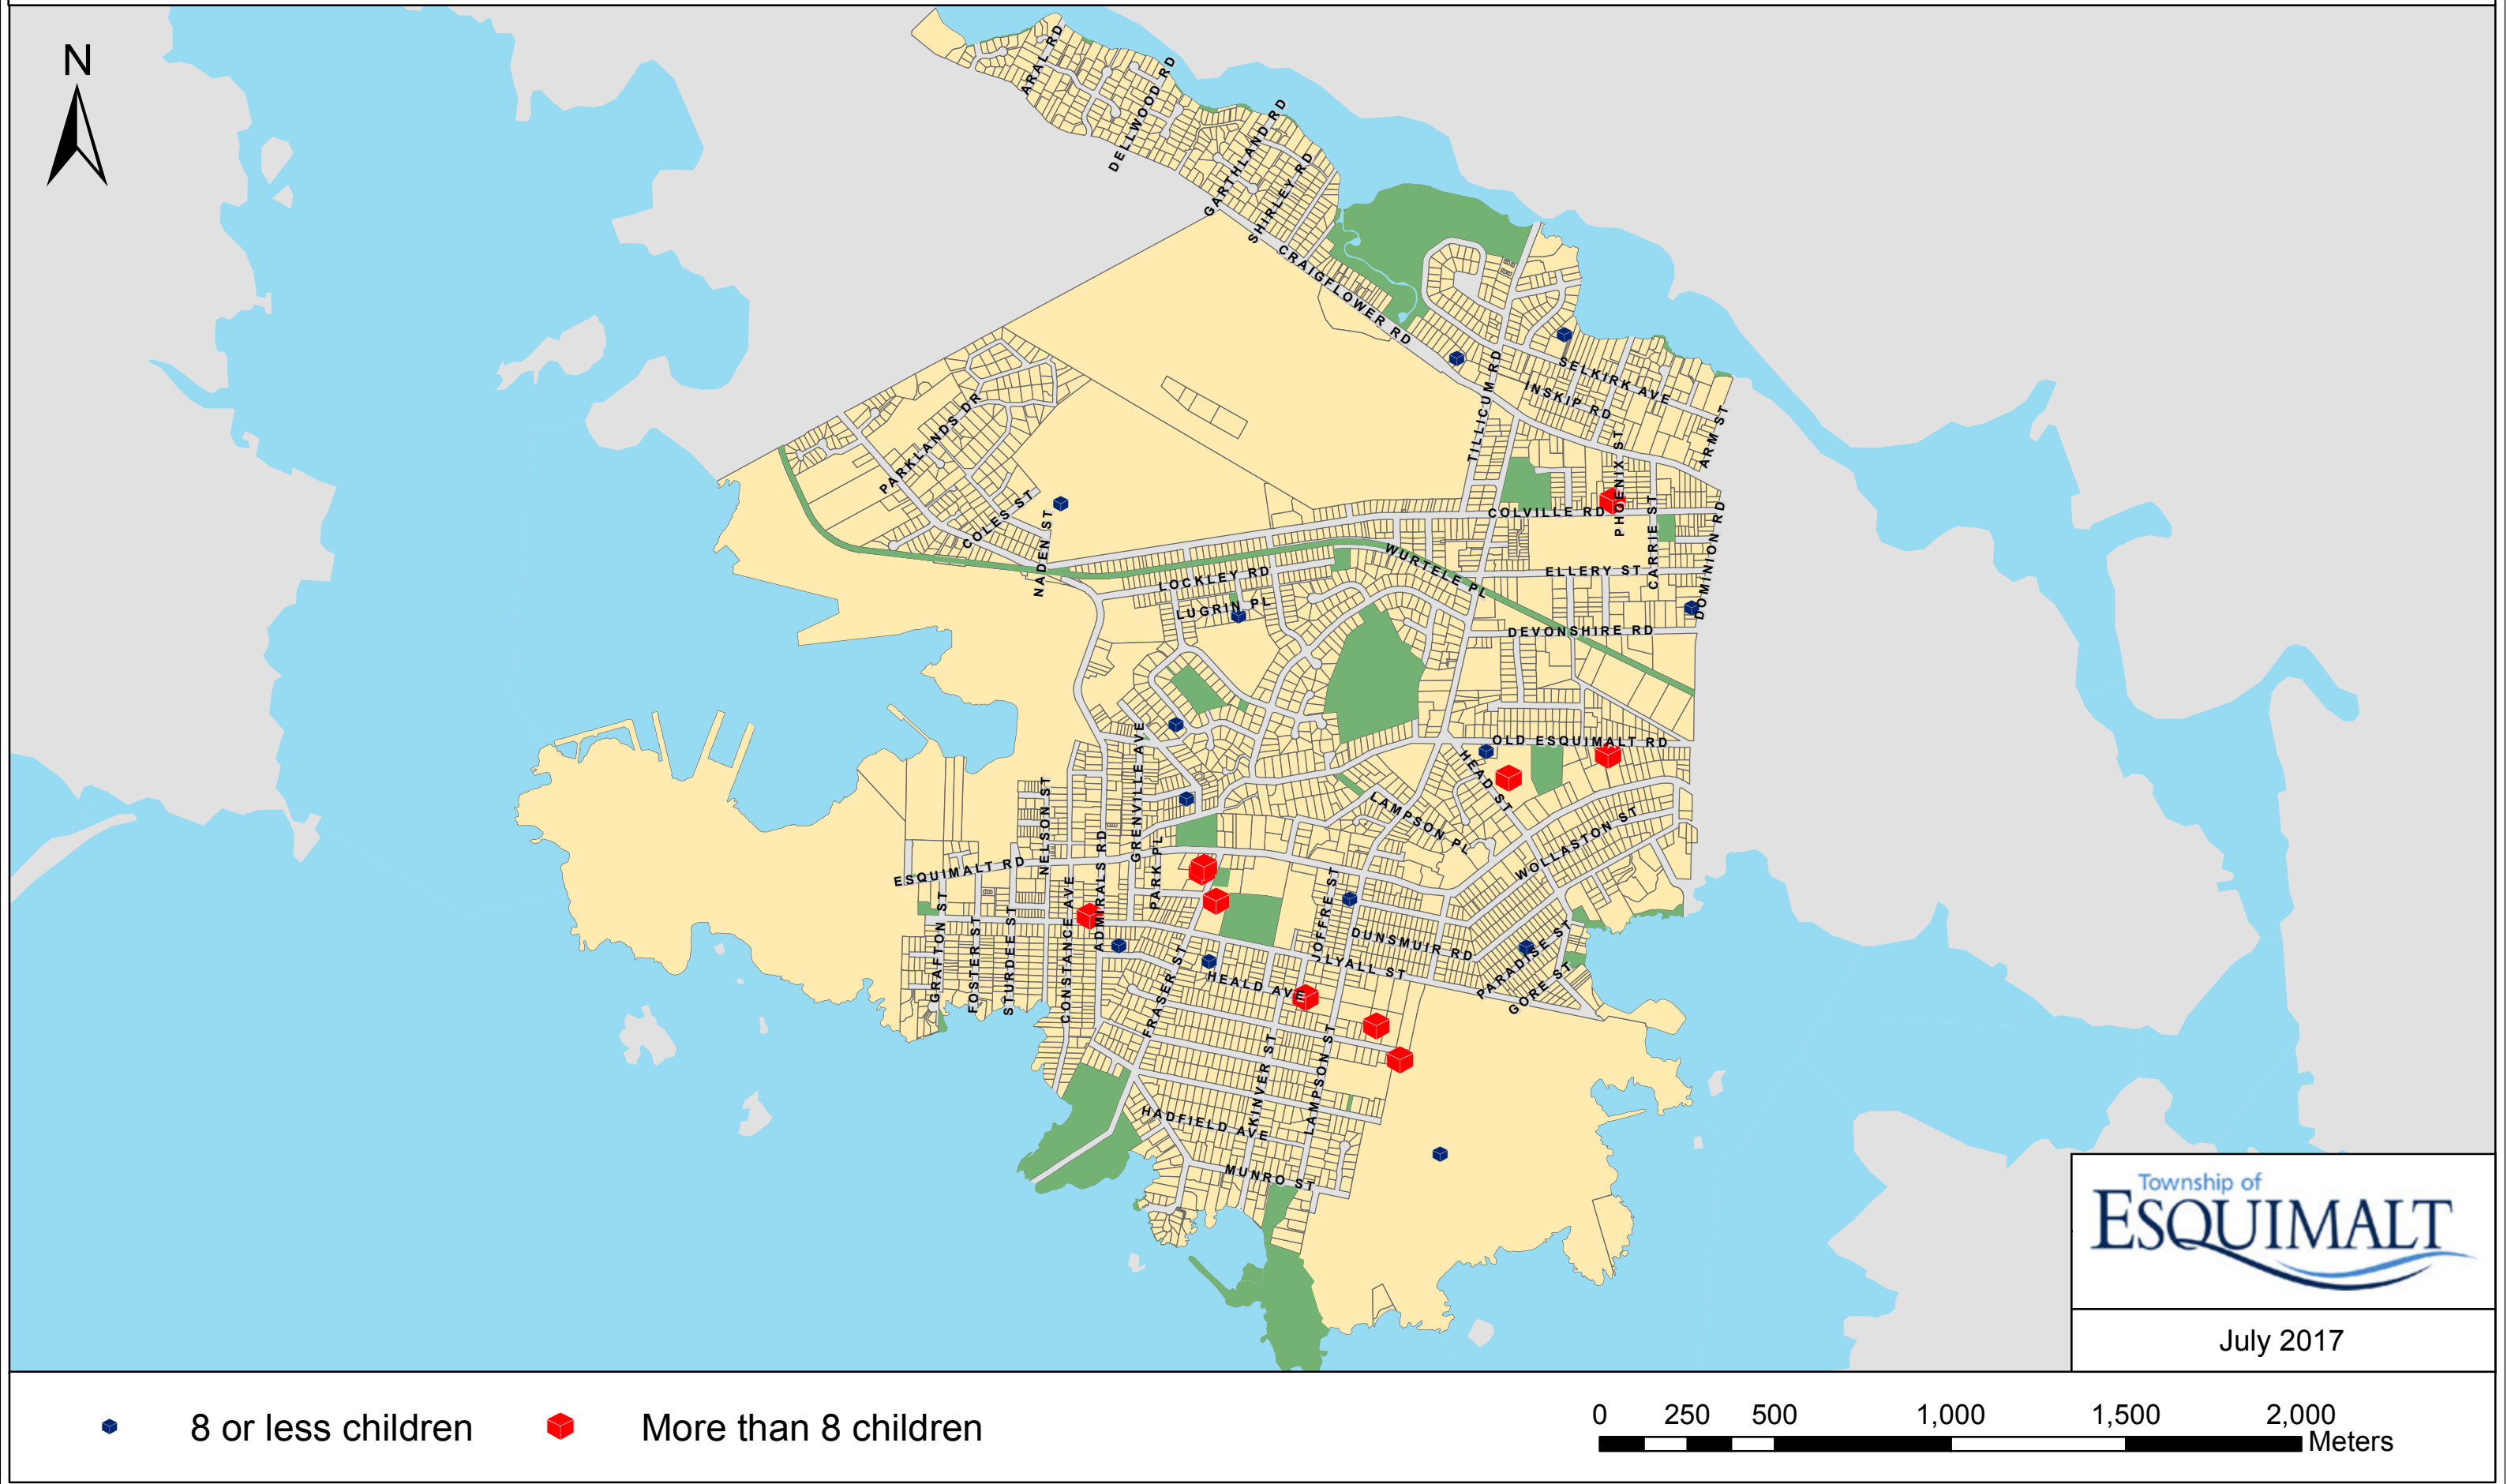 N
ARAL RD
DELLWOOD RD
GARTHLAND RD
SHIRLEY RD
CRAIGFLOWER RD
SELKIRK AVE
INSKIP RD
TILLICUM RD
ARM ST
PARKLANDS DR
COLES ST
NADEN ST
COLVILLE RD
PHOENIX ST
CARRIE ST
DOMINION RD
WURTELE PL
ELLERY ST
LOCKLEY RD
LUGRIN PL
DEVONSHIRE RD
OLD ESQUIMALT RD
HEAD ST
GRENVILLE AVE
NELSON ST
LAMPSON PL
WOLLASTON ST
ESQUIMALT RD
ADMIRALS RD
PARK PL
CONSTANCE AVE
JOFFRE ST
GRAFTON ST
FOSTER ST
STURDEE ST
DUNSMUIR RD
PARADISE ST
LYALL ST
GORE ST
FRASER ST
HEALD AVE
KINVER ST
LAMPSON ST
HADFIELD AVE
MUNRO ST
Township of
ESQUIMALT
July 2017
8 or less children
More than 8 children
0 250 500 1,000 1,500 2,000
Meters